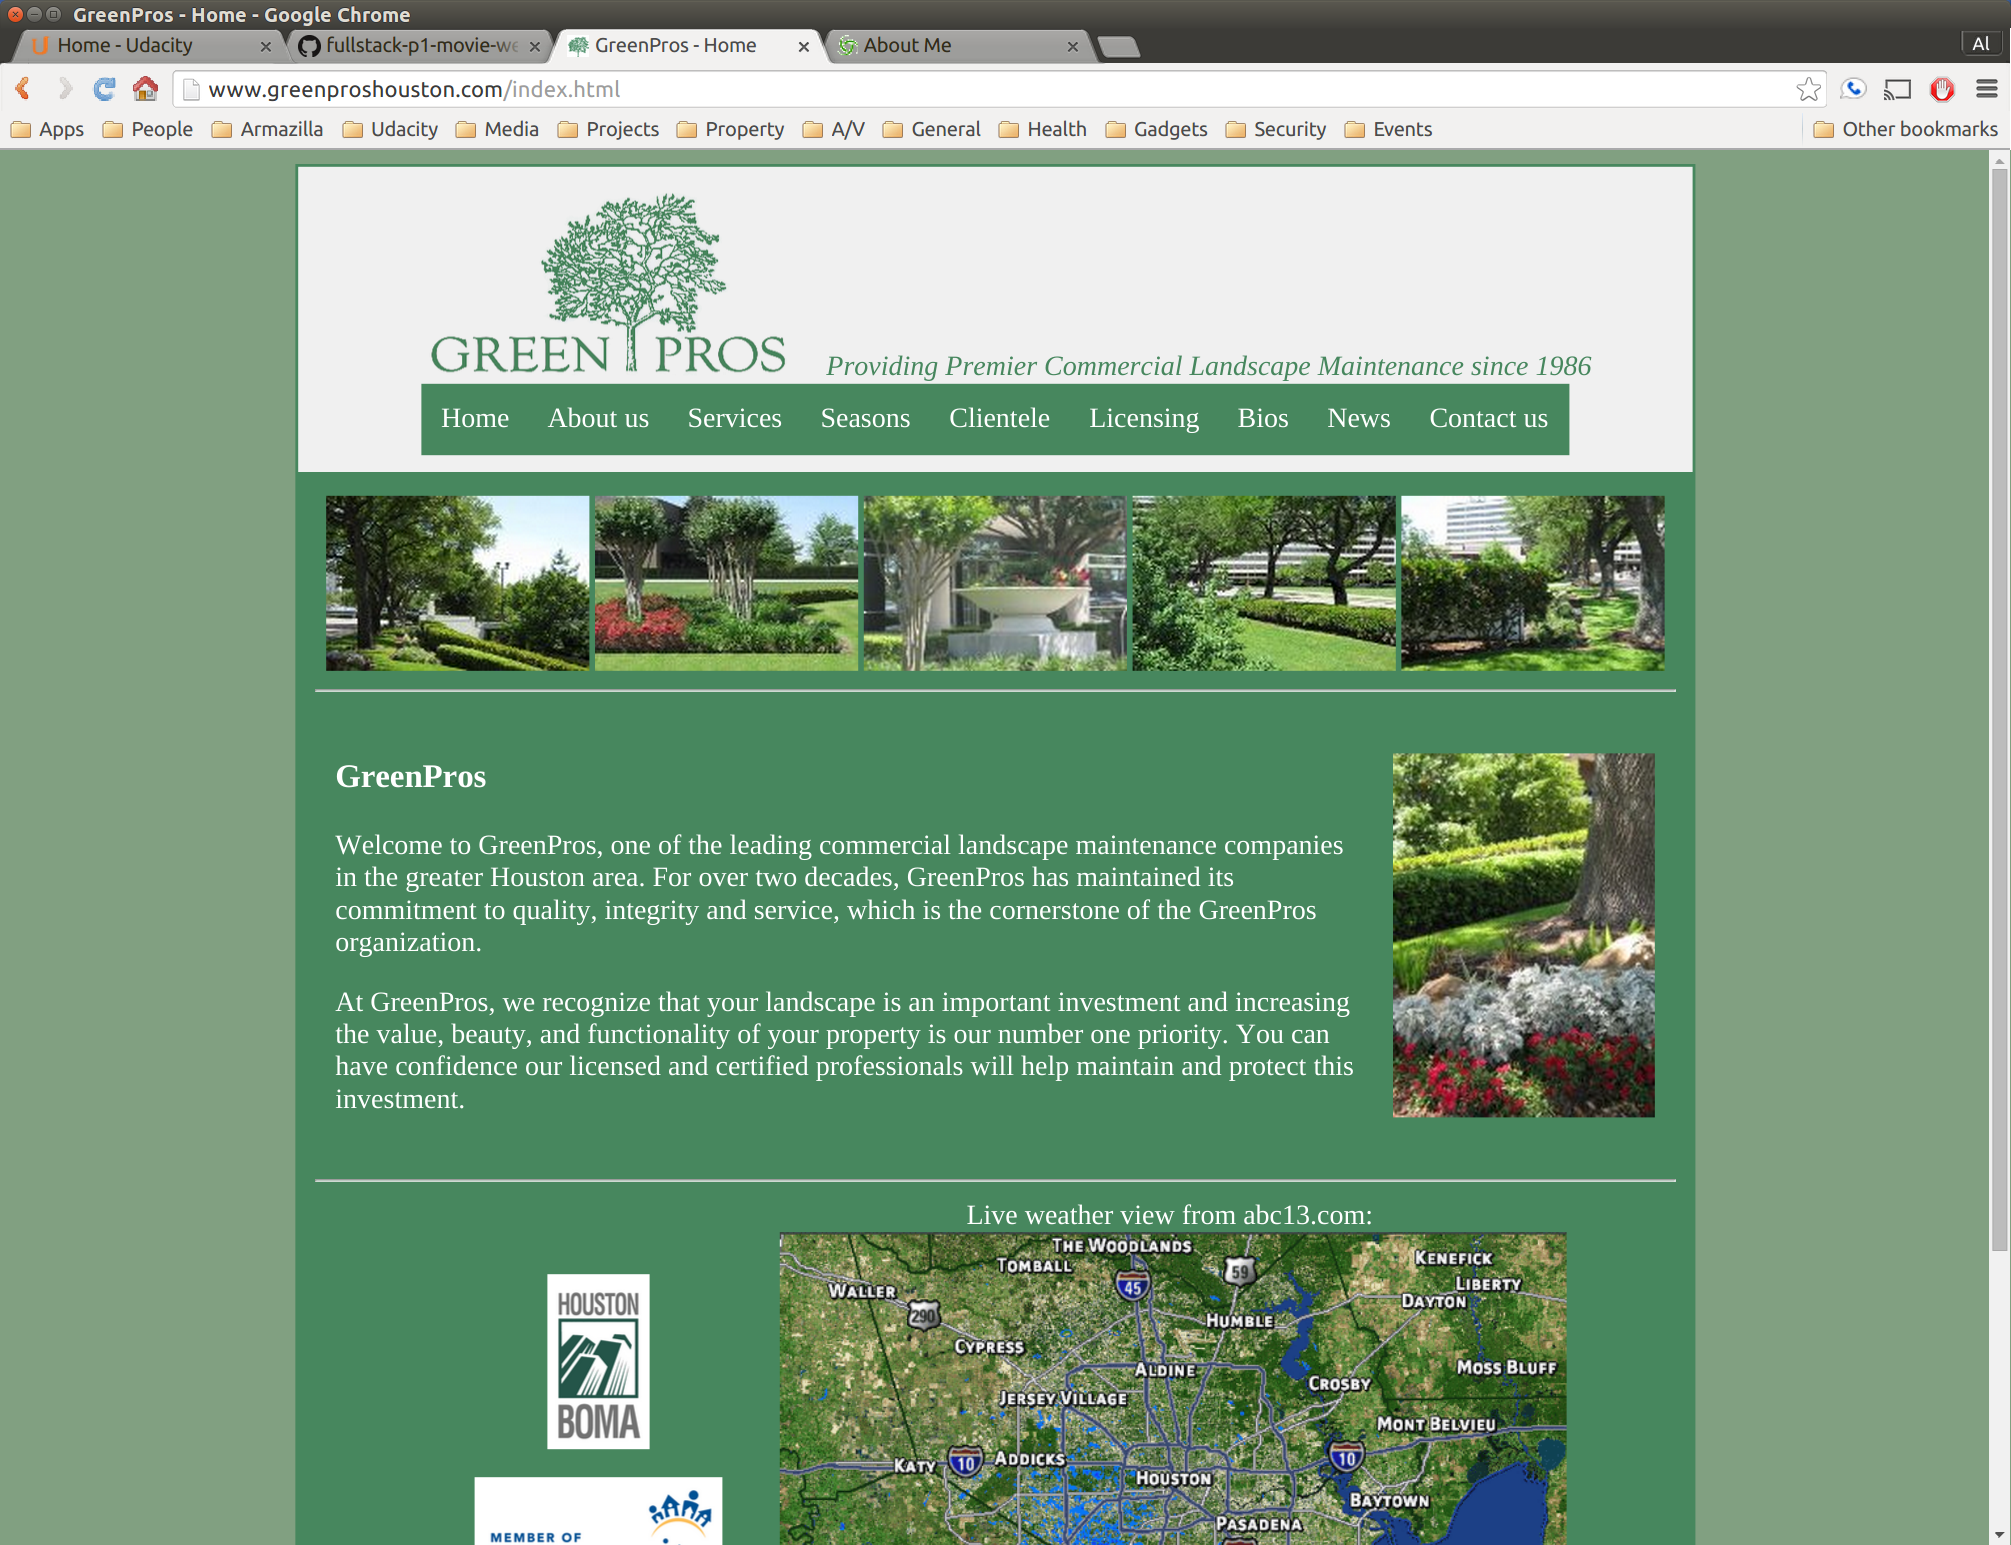 GreenPros - Home - Google Chrome
Home - Udacity
fullstack-p1-movie-we
GreenPros - Home
About Me
Al
www.greenproshouston.com/index.html
Apps People Armazilla Udacity Media Projects Property A/V General Health Gadgets Security Events Other bookmarks
GREEN PROS
Providing Premier Commercial Landscape Maintenance since 1986
Home About us Services Seasons Clientele Licensing Bios News Contact us
GreenPros
Welcome to GreenPros, one of the leading commercial landscape maintenance companies
in the greater Houston area. For over two decades, GreenPros has maintained its
commitment to quality, integrity and service, which is the cornerstone of the GreenPros
organization.
At GreenPros, we recognize that your landscape is an important investment and increasing
the value, beauty, and functionality of your property is our number one priority. You can
have confidence our licensed and certified professionals will help maintain and protect this
investment.
Live weather view from abc13.com:
HOUSTON
BOMA
MEMBER OF
THE WOODLANDS
TOMBALL
KENEFICK
59
45
LIBERTY
WALLER
DAYTON
290
HUMBLE
CYPRESS
ALDINE
MOSS BLUFF
CROSBY
JERSEY VILLAGE
MONT BELVIEU
KATY
10
ADDICKS
10
HOUSTON
BAYTOWN
PASADENA